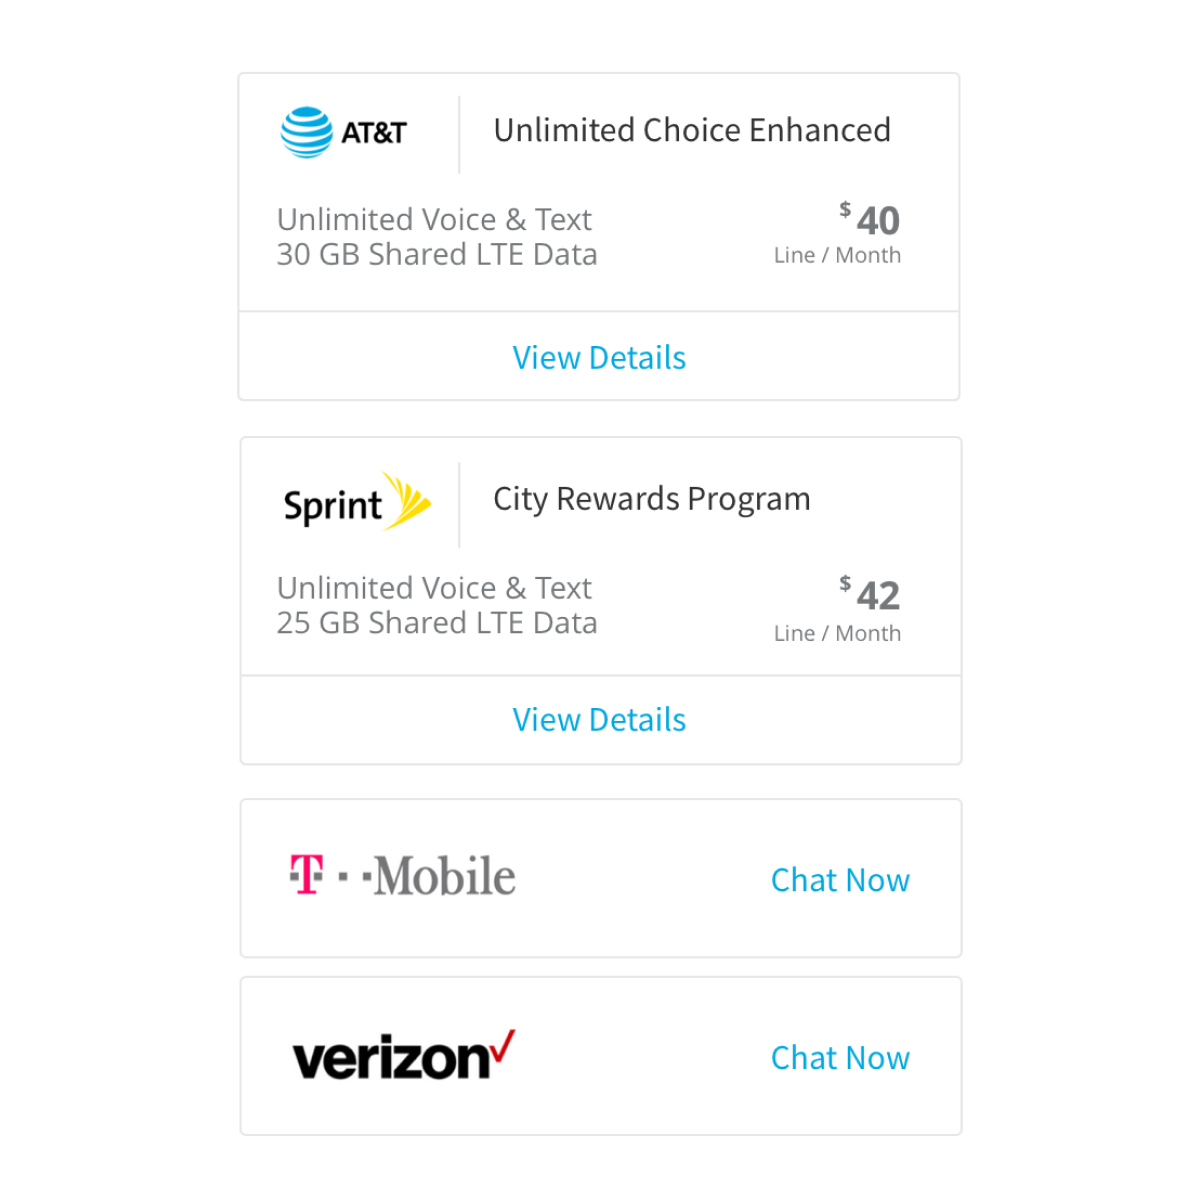 AT&T
Unlimited Choice Enhanced
Unlimited Voice & Text
30 GB Shared LTE Data
$40
Line / Month
View Details
Sprint
City Rewards Program
Unlimited Voice & Text
25 GB Shared LTE Data
$42
Line / Month
View Details
T··Mobile
Chat Now
verizon
Chat Now